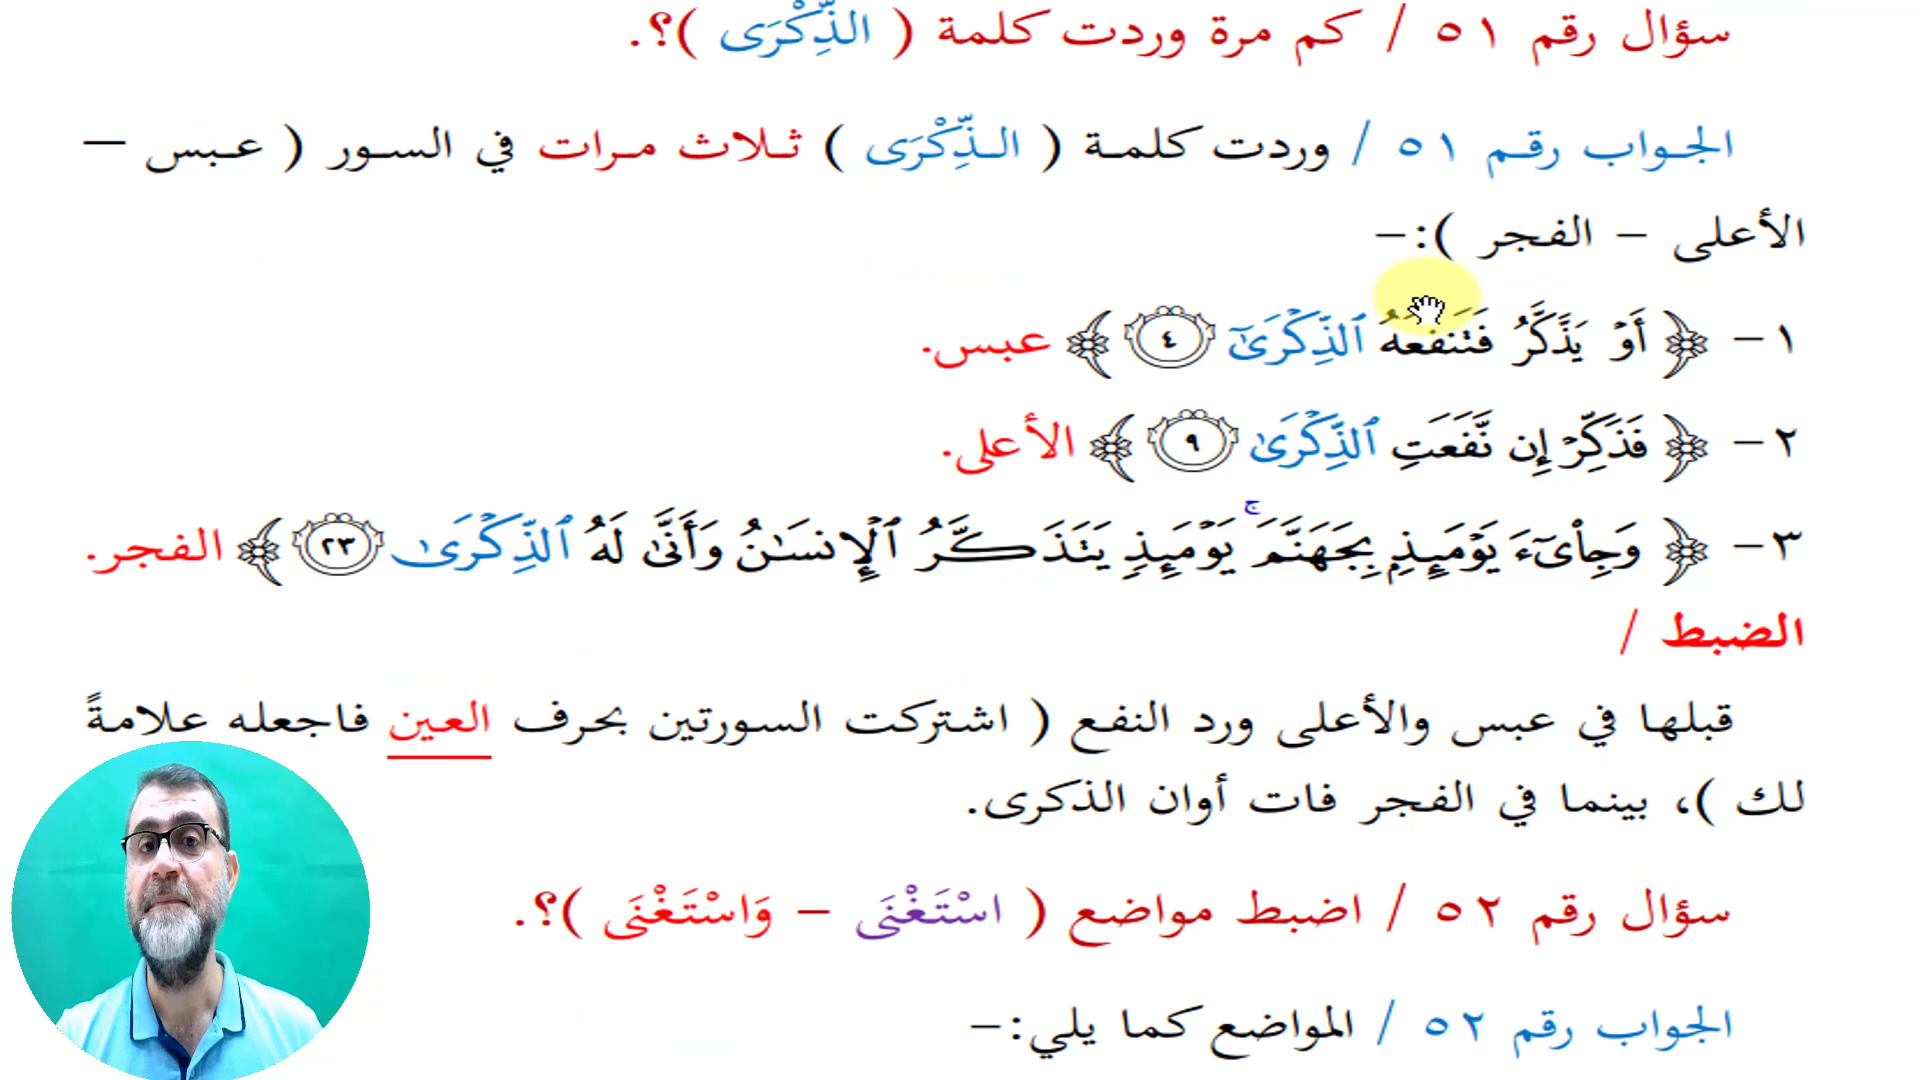 سؤال رقم ٥١ / كم مرة وردت كلمة ( الذِّكْرَى )؟.
الجواب رقم ٥١ / وردت كلمة ( الذِّكْرَى ) ثلاث مرات في السور ( عبس –
الأعلى – الفجر ):-
١- ﴿ أَوۡ يَذَّكَّرُ فَتَنفَعَهُ ٱلذِّكۡرَىٰٓ ٤ ﴾ عبس.
٢- ﴿ فَذَكِّرۡ إِن نَّفَعَتِ ٱلذِّكۡرَىٰ ٩ ﴾ الأعلى.
٣- ﴿ وَجِاْيٓءَ يَوۡمَئِذِۭ بِجَهَنَّمَۚ يَوۡمَئِذٖ يَتَذَكَّرُ ٱلۡإِنسَٰنُ وَأَنَّىٰ لَهُ ٱلذِّكۡرَىٰ ٢٣ ﴾ الفجر.
الضبط /
قبلها في عبس والأعلى ورد النفع ( اشتركت السورتين بحرف العين فاجعله علامةً
لك )، بينما في الفجر فات أوان الذكرى.
سؤال رقم ٥٢ / اضبط مواضع ( اسْتَغْنَى – وَاسْتَغْنَى )؟.
الجواب رقم ٥٢ / المواضع كما يلي:-